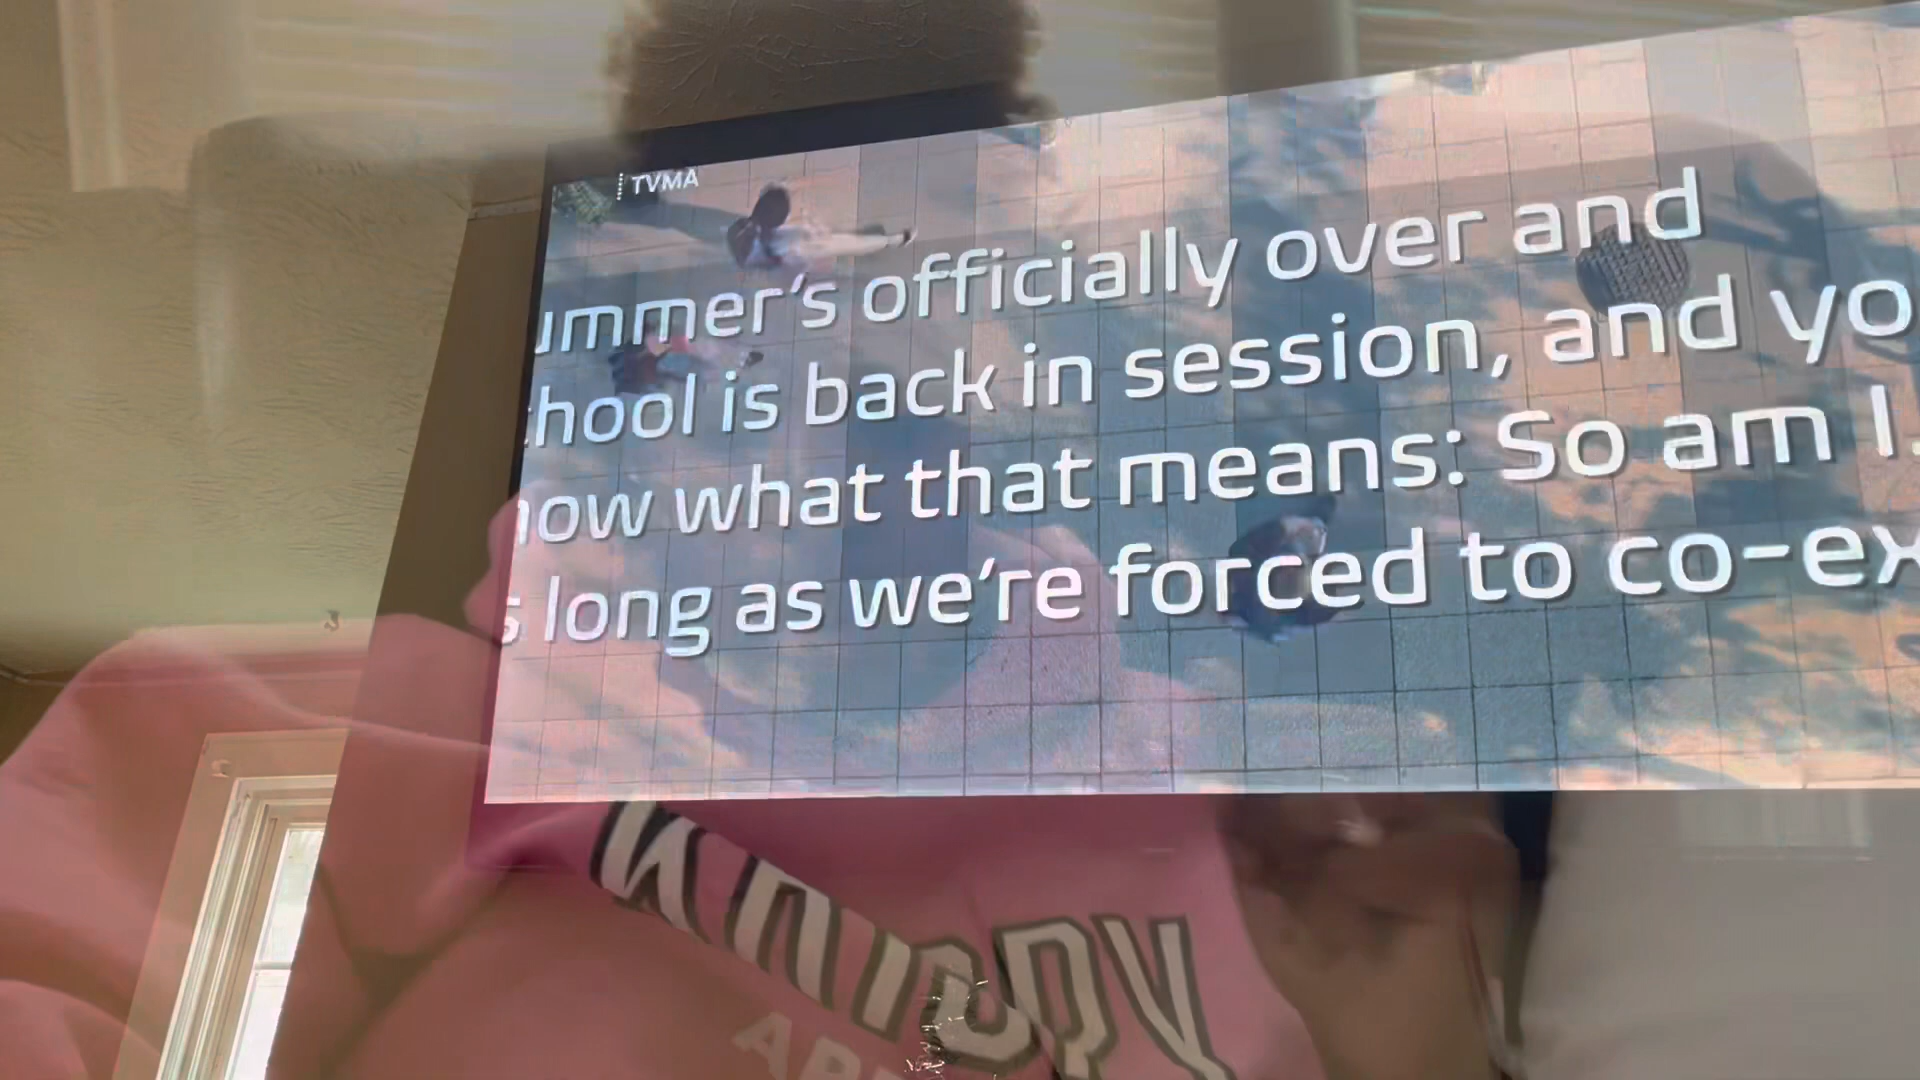 TVMA
ummer's officially over and
chool is back in session, and yo
now what that means: So am I.
s long as we're forced to co-ex